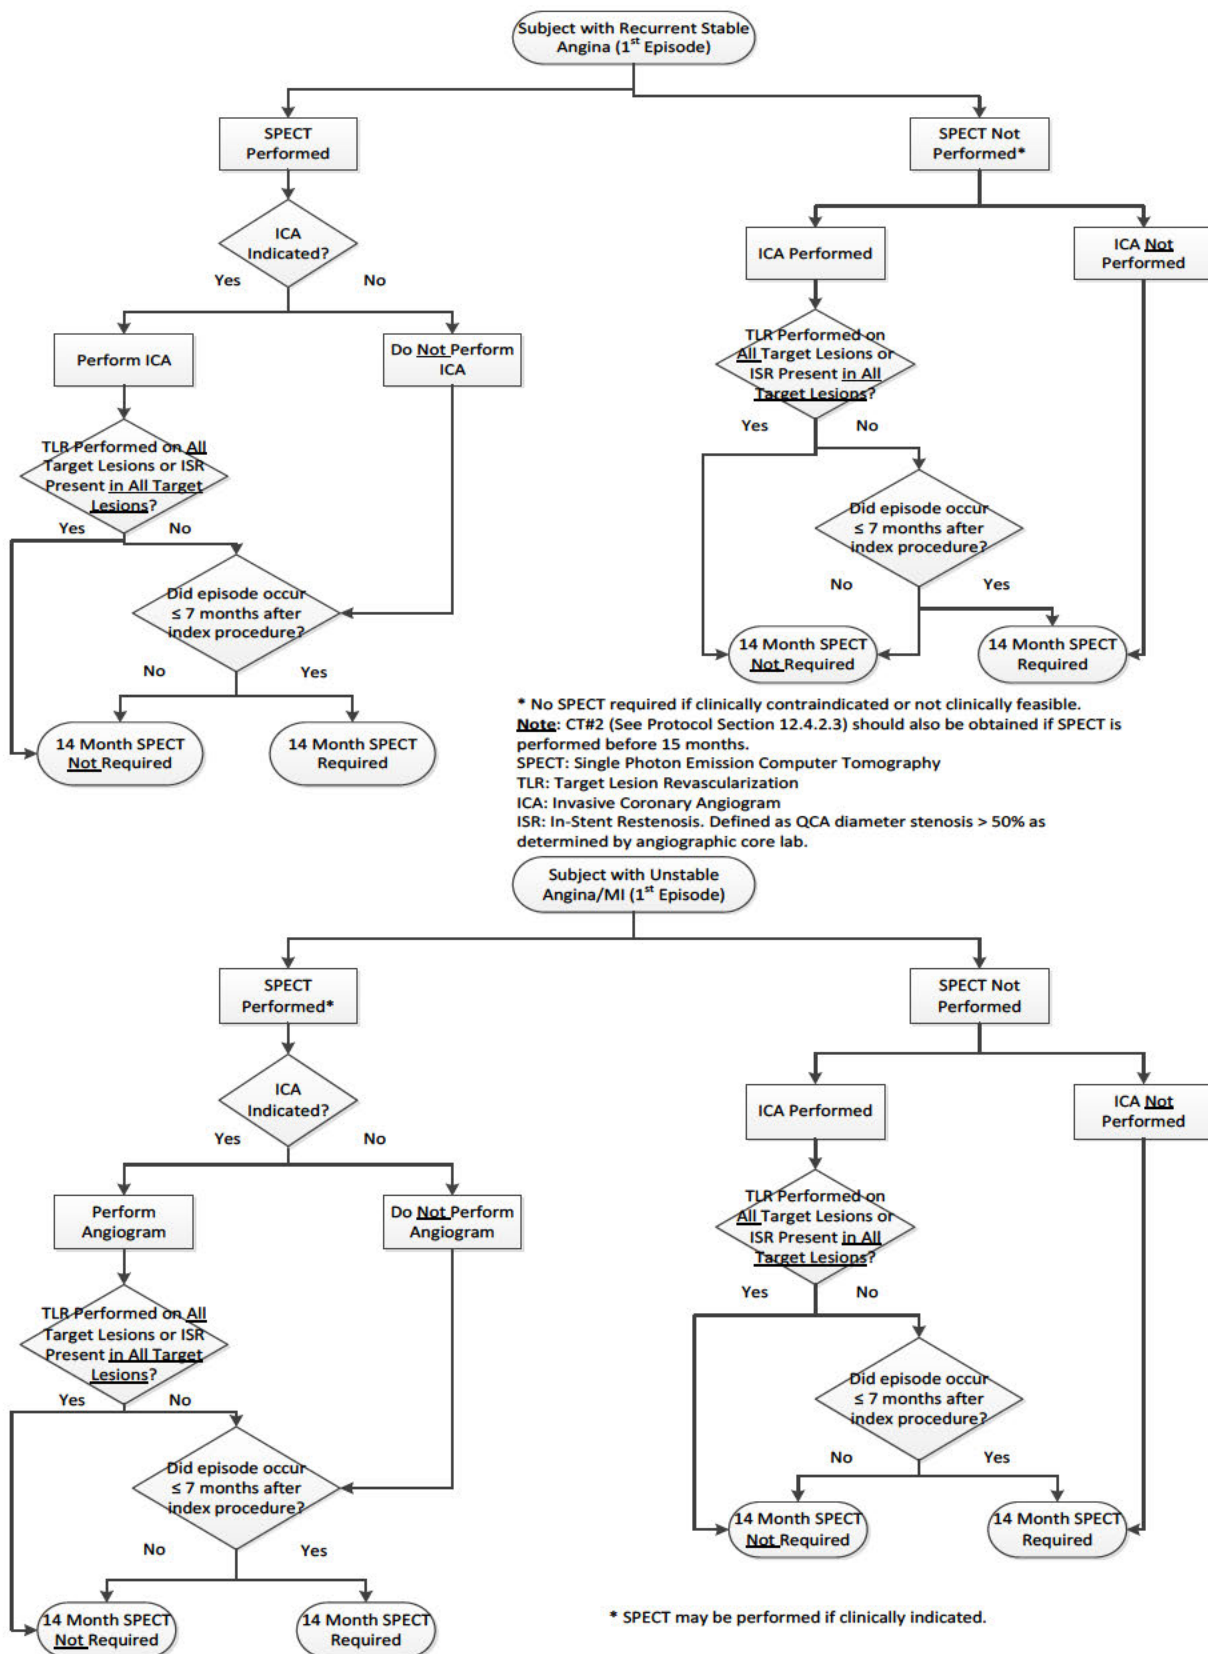 Subject with Recurrent Stable
Angina (1st Episode)
SPECT
Performed
SPECT Not
Performed*
ICA
Indicated?
Yes
No
ICA Performed
ICA Not
Performed
Perform ICA
Do Not Perform
ICA
TLR Performed on
All Target Lesions or
ISR Present in All
Target Lesions?
Yes
No
TLR Performed on All
Target Lesions or ISR
Present in All Target
Lesions?
Yes
No
Did episode occur
≤ 7 months after
index procedure?
No
Yes
Did episode occur
≤ 7 months after
index procedure?
No
Yes
14 Month SPECT
Not Required
14 Month SPECT
Required
14 Month SPECT
Not Required
14 Month SPECT
Required
* No SPECT required if clinically contraindicated or not clinically feasible.
Note: CT#2 (See Protocol Section 12.4.2.3) should also be obtained if SPECT is
performed before 15 months.
SPECT: Single Photon Emission Computer Tomography
TLR: Target Lesion Revascularization
ICA: Invasive Coronary Angiogram
ISR: In-Stent Restenosis. Defined as QCA diameter stenosis > 50% as
determined by angiographic core lab.
Subject with Unstable
Angina/MI (1st Episode)
SPECT
Performed*
SPECT Not
Performed
ICA
Indicated?
Yes
No
ICA Performed
ICA Not
Performed
Perform
Angiogram
Do Not Perform
Angiogram
TLR Performed on
All Target Lesions or
ISR Present in All
Target Lesions?
Yes
No
TLR Performed on All
Target Lesions or ISR
Present in All Target
Lesions?
Yes
No
Did episode occur
≤ 7 months after
index procedure?
No
Yes
Did episode occur
≤ 7 months after
index procedure?
No
Yes
14 Month SPECT
Not Required
14 Month SPECT
Required
14 Month SPECT
Not Required
14 Month SPECT
Required
* SPECT may be performed if clinically indicated.